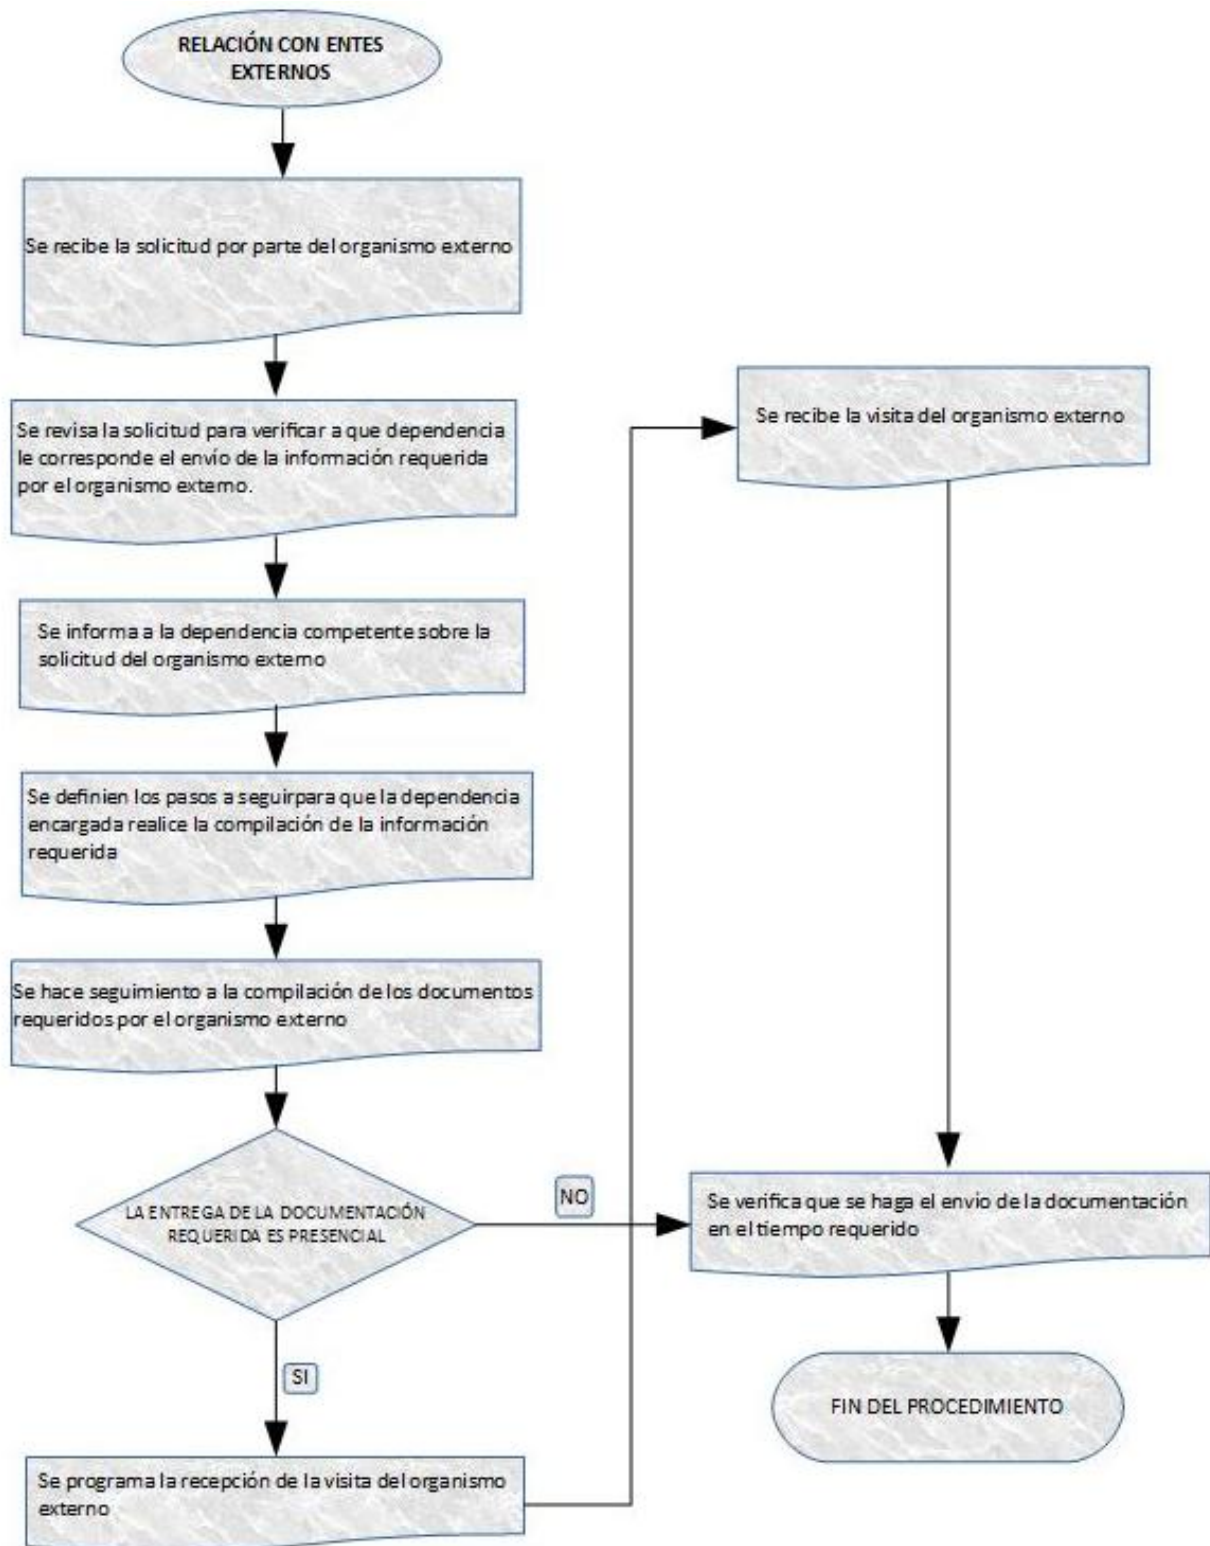 RELACIÓN CON ENTES
EXTERNOS
Se recibe la solicitud por parte del organismo externo
Se revisa la solicitud para verificar a que dependencia
le corresponde el envío de la información requerida
por el organismo externo.
Se informa a la dependencia competente sobre la
solicitud del organismo externo
Se definien los pasos a seguirpara que la dependencia
encargada realice la compilación de la información
requerida
Se hace seguimiento a la compilación de los documentos
requeridos por el organismo externo
LA ENTREGA DE LA DOCUMENTACIÓN
REQUERIDA ES PRESENCIAL
NO
SI
Se programa la recepción de la visita del organismo
externo
Se recibe la visita del organismo externo
Se verifica que se haga el envio de la documentación
en el tiempo requerido
FIN DEL PROCEDIMIENTO